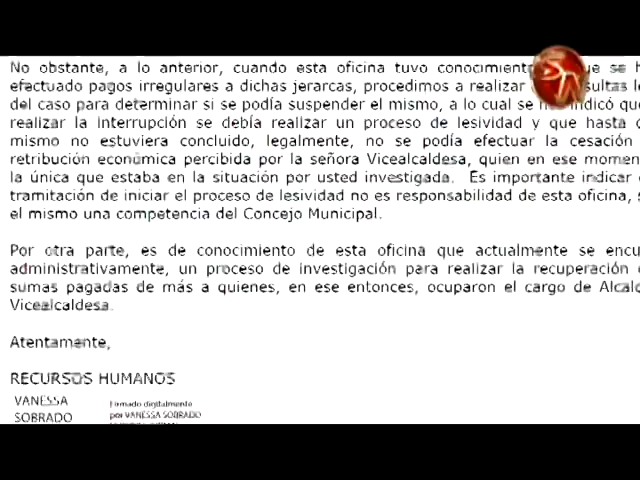 No obstante, a lo anterior, cuando esta oficina tuvo conocimiento se h
efectuado pagos irregulares a dichas jerarcas, procedimos a realizar
del caso para determinar si se podía suspender el mismo, a lo cual se indicó qu
realizar la interrupción se debía realizar un proceso de lesividad y que hasta
mismo no estuviera concluido, legalmente, no se podía efectuar la cesación
retribución económica percibida por la señora Vicealcaldesa, quien en ese momen
la única que estaba en la situación por usted investigada. Es importante indicar
tramitación de iniciar el proceso de lesividad no es responsabilidad de esta oficina, s
el mismo una competencia del Concejo Municipal.
Por otra parte, es de conocimiento de esta oficina que actualmente se encu
administrativamente, un proceso de investigación para realizar la recuperación
sumas pagadas de más a quienes, en ese entonces, ocuparon el cargo de Alcal
Vicealcaldesa.
Atentamente,
RECURSOS HUMANOS
VANESSA
SOBRADO
Firmado digitalmente
por VANESSA SOBRADO